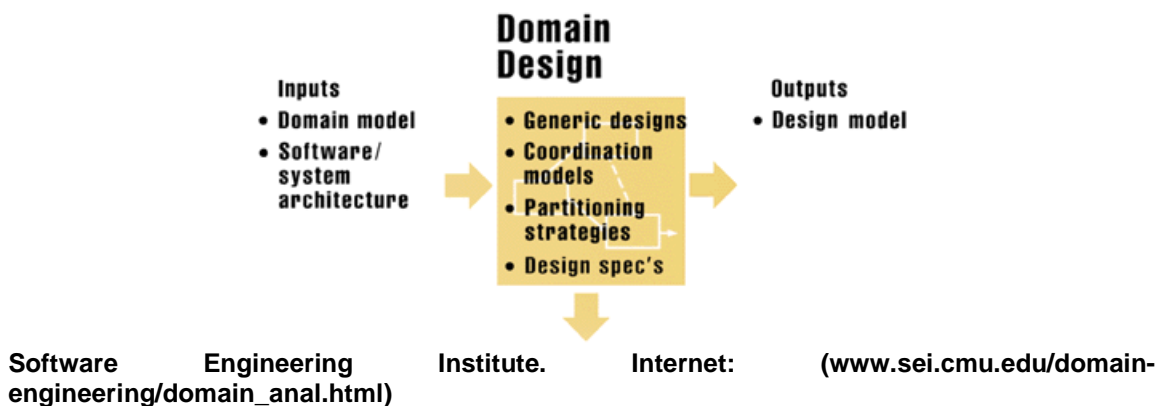 Domain
Design
Inputs
• Domain model
• Software/
system
architecture
• Generic designs
• Coordination
models
• Partitioning
strategies
• Design spec's
Outputs
• Design model
Software Engineering Institute. Internet: (www.sei.cmu.edu/domain-
engineering/domain_anal.html)